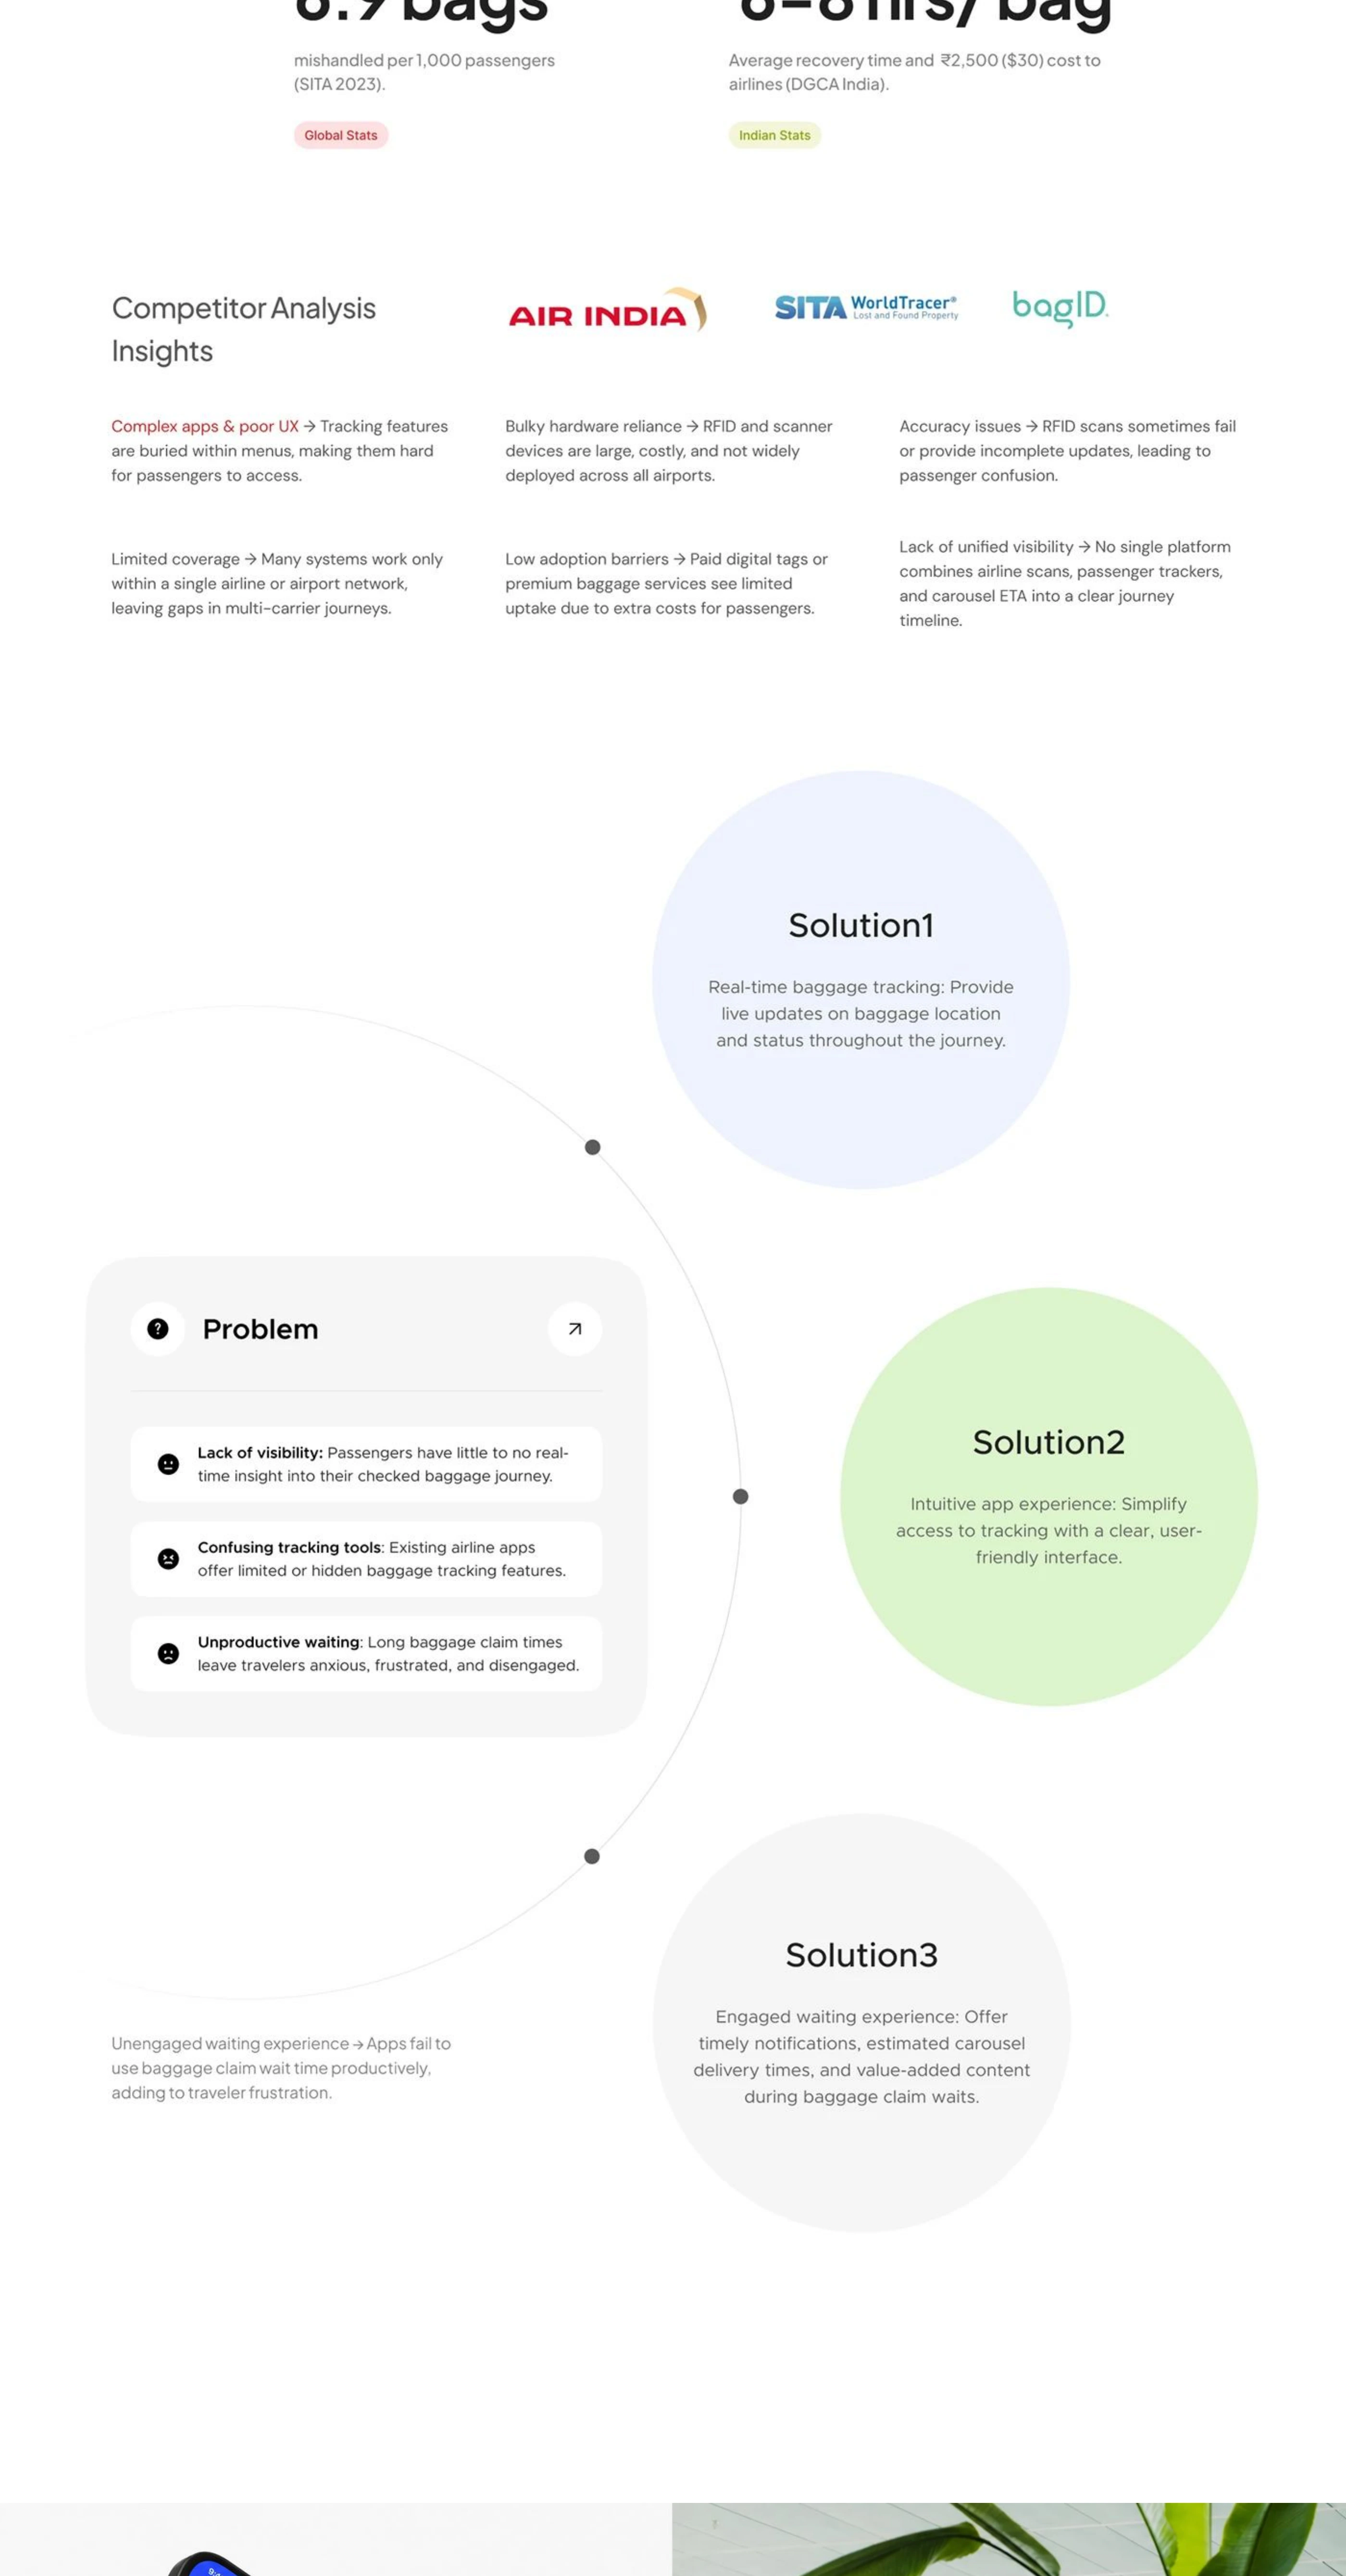 6.9 bags
6-8 hrs/ bag
mishandled per 1,000 passengers
(SITA 2023).
Average recovery time and ₹2,500 ($30) cost to
airlines (DGCA India).
Global Stats
Indian Stats
Competitor Analysis
Insights
AIR INDIA
SITA WorldTracer®
Lost and Found Property
bagID
Complex apps & poor UX → Tracking features
are buried within menus, making them hard
for passengers to access.
Bulky hardware reliance → RFID and scanner
devices are large, costly, and not widely
deployed across all airports.
Accuracy issues → RFID scans sometimes fail
or provide incomplete updates, leading to
passenger confusion.
Limited coverage → Many systems work only
within a single airline or airport network,
leaving gaps in multi-carrier journeys.
Low adoption barriers → Paid digital tags or
premium baggage services see limited
uptake due to extra costs for passengers.
Lack of unified visibility → No single platform
combines airline scans, passenger trackers,
and carousel ETA into a clear journey
timeline.
Solution1
Real-time baggage tracking: Provide
live updates on baggage location
and status throughout the journey.
Problem
Lack of visibility: Passengers have little to no real-
time insight into their checked baggage journey.
Confusing tracking tools: Existing airline apps
offer limited or hidden baggage tracking features.
Unproductive waiting: Long baggage claim times
leave travelers anxious, frustrated, and disengaged.
Solution2
Intuitive app experience: Simplify
access to tracking with a clear, user-
friendly interface.
Solution3
Engaged waiting experience: Offer
timely notifications, estimated carousel
delivery times, and value-added content
during baggage claim waits.
Unengaged waiting experience → Apps fail to
use baggage claim wait time productively,
adding to traveler frustration.